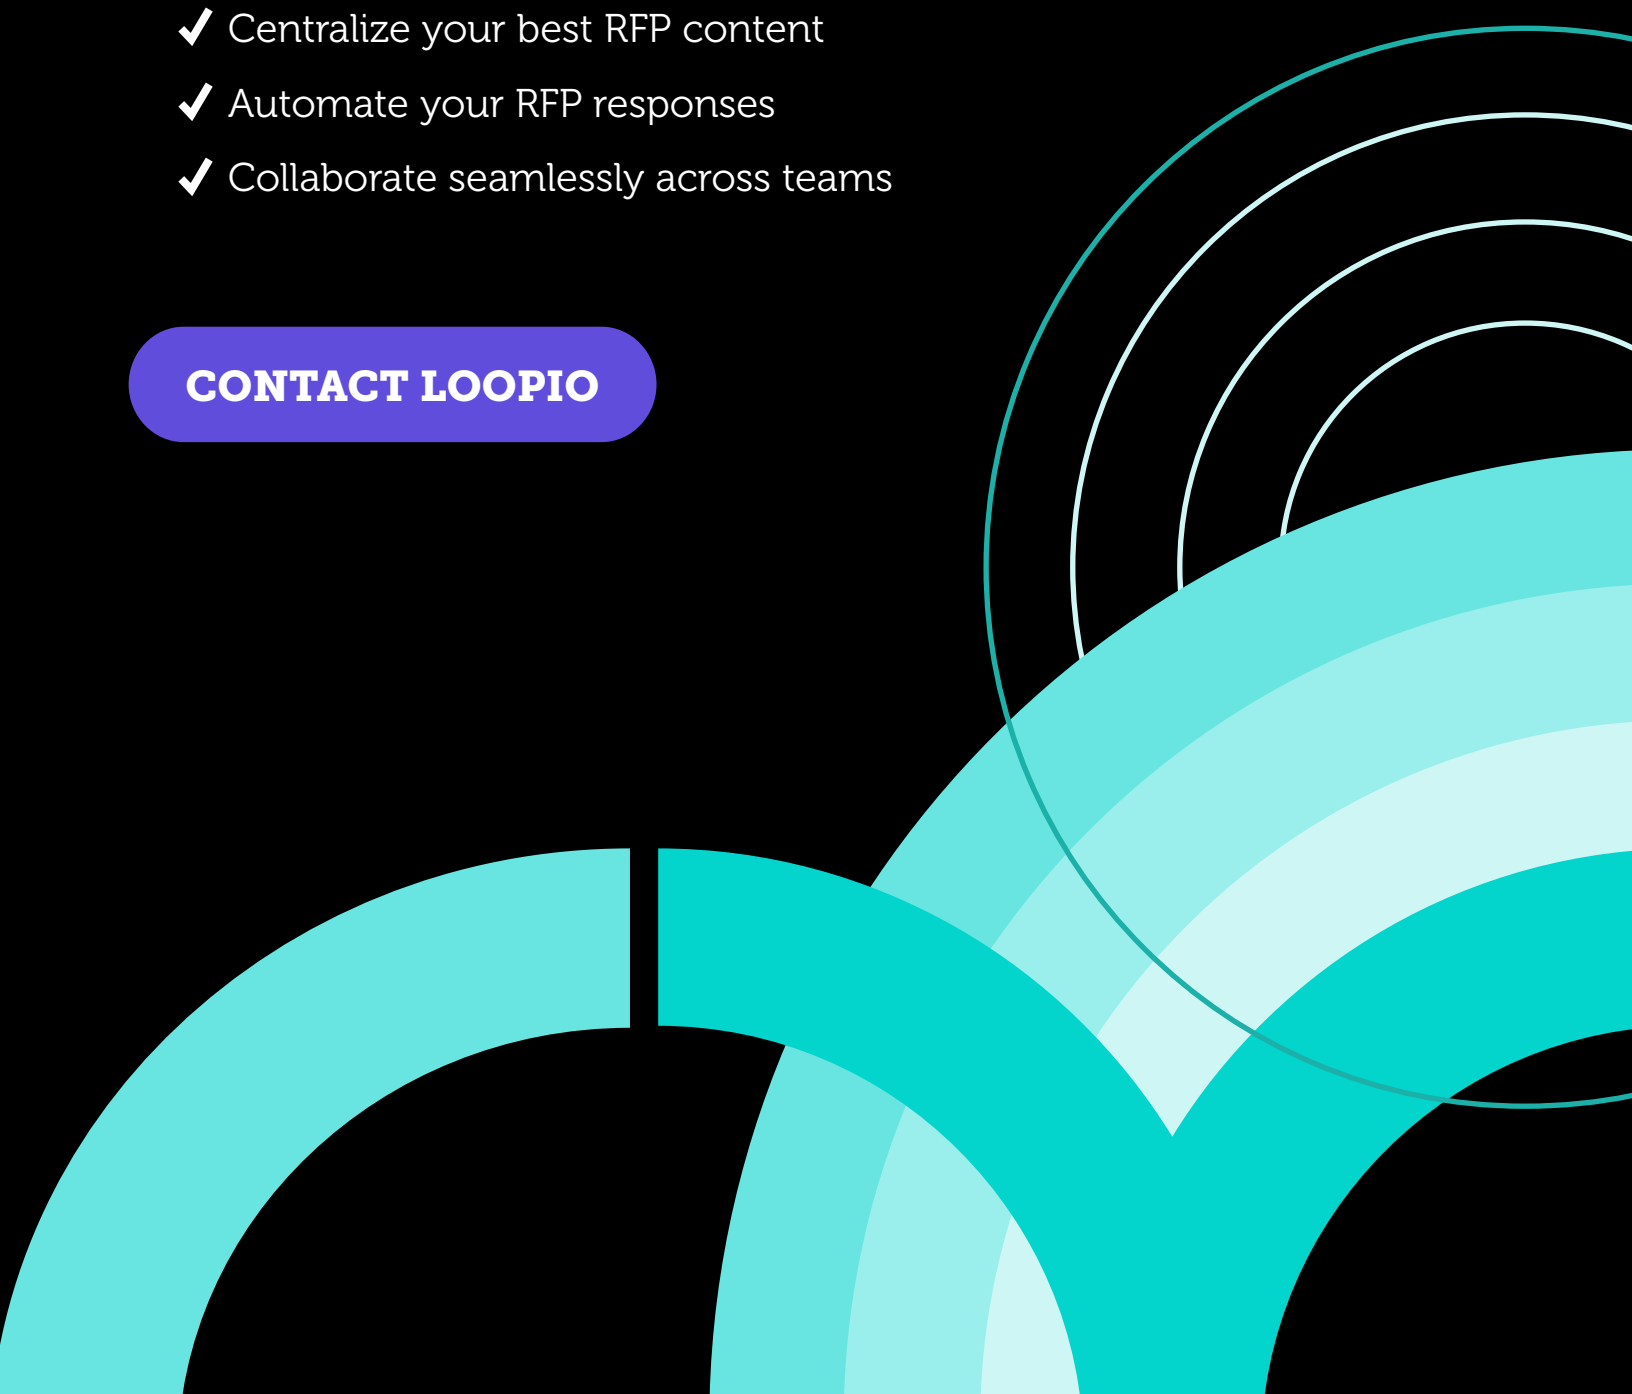 Centralize your best RFP content
Automate your RFP responses
Collaborate seamlessly across teams
CONTACT LOOPIO